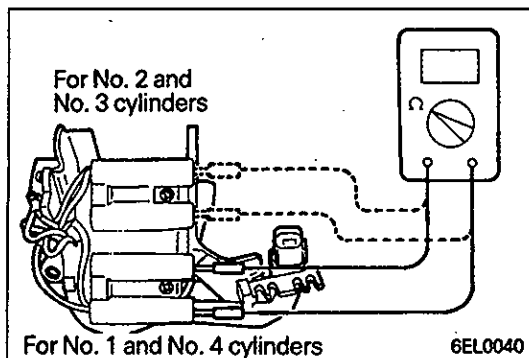 For No. 2 and
No. 3 cylinders
For No. 1 and No. 4 cylinders
6EL0040